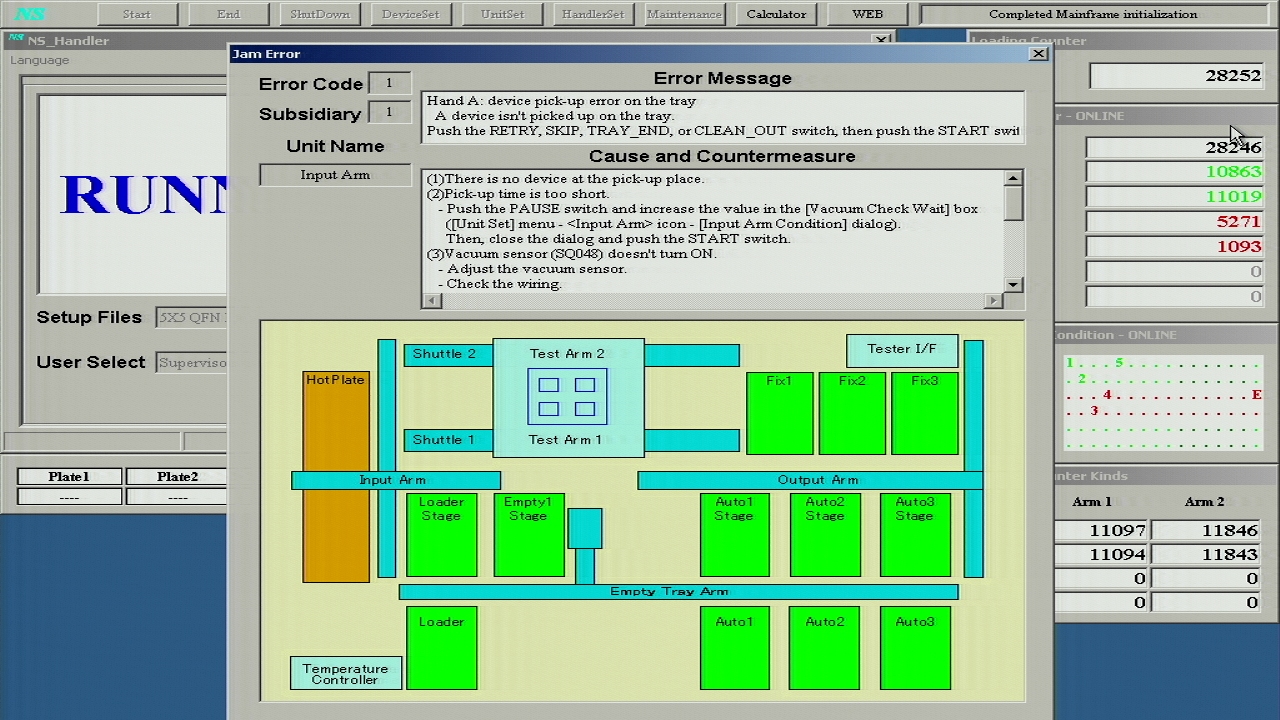 NS
Start
End
ShutDown
DeviceSet
UnitSet
HandlerSet
Maintenance
Calculator
WEB
Completed Mainframe initialization
NS NS_Handler
Language
RUNN
Setup Files
5X5 QFN
User Select
Superviso
Plate1
Plate2
----
----
Jam Error
Error Code
1
Subsidiary
1
Unit Name
Input Arm
Error Message
Hand A: device pick-up error on the tray
A device isn't picked up on the tray.
Push the RETRY, SKIP, TRAY_END, or CLEAN_OUT switch, then push the START swit
Cause and Countermeasure
(1)There is no device at the pick-up place.
(2)Pick-up time is too short.
- Push the PAUSE switch and increase the value in the [Vacuum Check Wait] box
([Unit Set] menu - <Input Arm> icon - [Input Arm Condition] dialog).
Then, close the dialog and push the START switch.
(3)Vacuum sensor (SQ048) doesn't turn ON.
- Adjust the vacuum sensor.
- Check the wiring.
Shuttle 2
Test Arm 2
Tester I/F
HotPlate
Fix1
Fix2
Fix3
Shuttle 1
Test Arm 1
Input Arm
Output Arm
Loader
Stage
Empty1
Stage
Auto1
Stage
Auto2
Stage
Auto3
Stage
Empty Tray Arm
Loader
Auto1
Auto2
Auto3
Temperature
Controller
Loading Counter
28252
r - ONLINE
28246
10863
11019
5271
1093
0
0
ondition - ONLINE
1 . . . . 5 . . . . . . . . . . . . . .
. 2 . . . . . . . . . . . . . . . . . .
. . . 4 . . . . . . . . . . . . . . . E
. . 3 . . . . . . . . . . . . . . . . .
unter Kinds
Arm 1
Arm 2
11097
11846
11094
11843
0
0
0
0